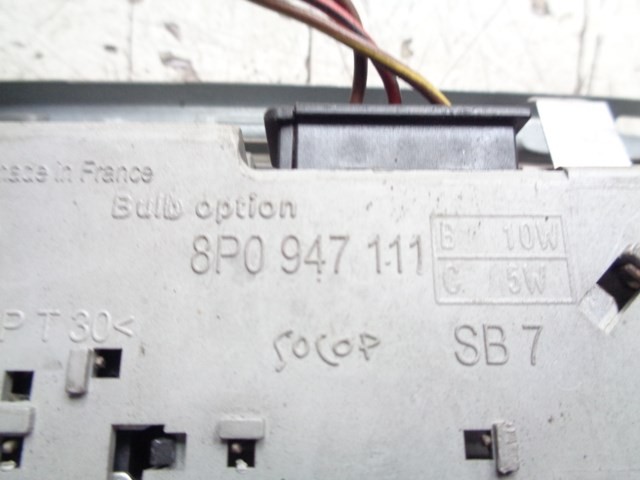 made in France
Bulb option
8P0 947 111
B 10W
C 5W
P T 30<
SOCOP
SB 7